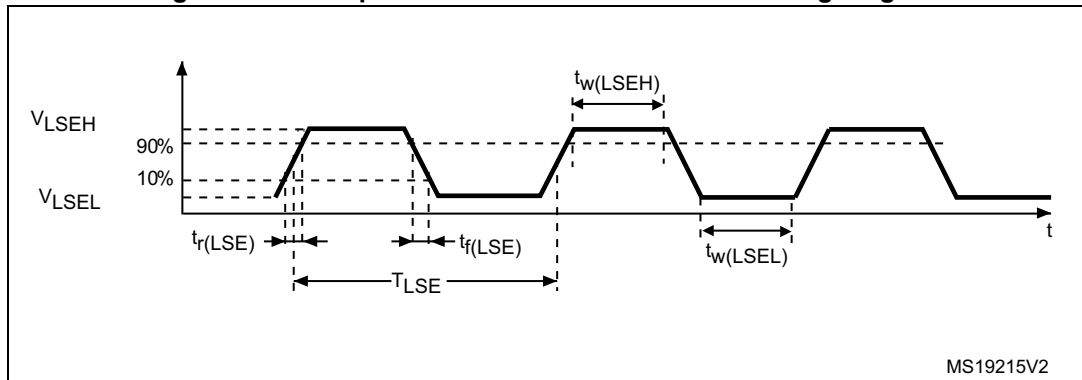 tw(LSEH)
VLSEH
90%
10%
VLSEL
tr(LSE)
tf(LSE)
tw(LSEL)
t
TLSE
MS19215V2